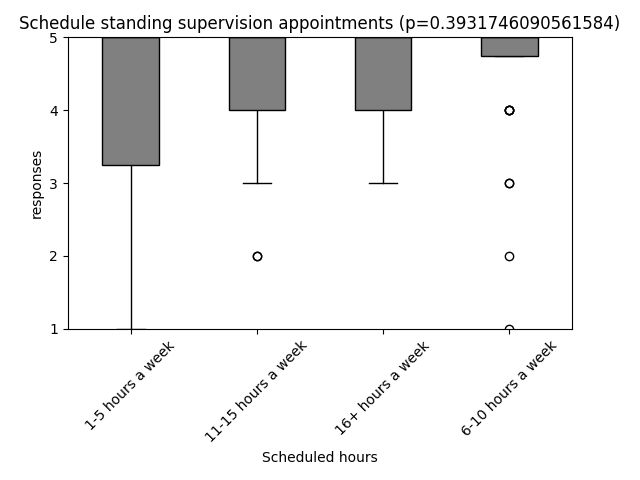 Schedule standing supervision appointments (p=0.3931746090561584)
5
4
3
2
1
responses
1-5 hours a week
11-15 hours a week
16+ hours a week
6-10 hours a week
Scheduled hours